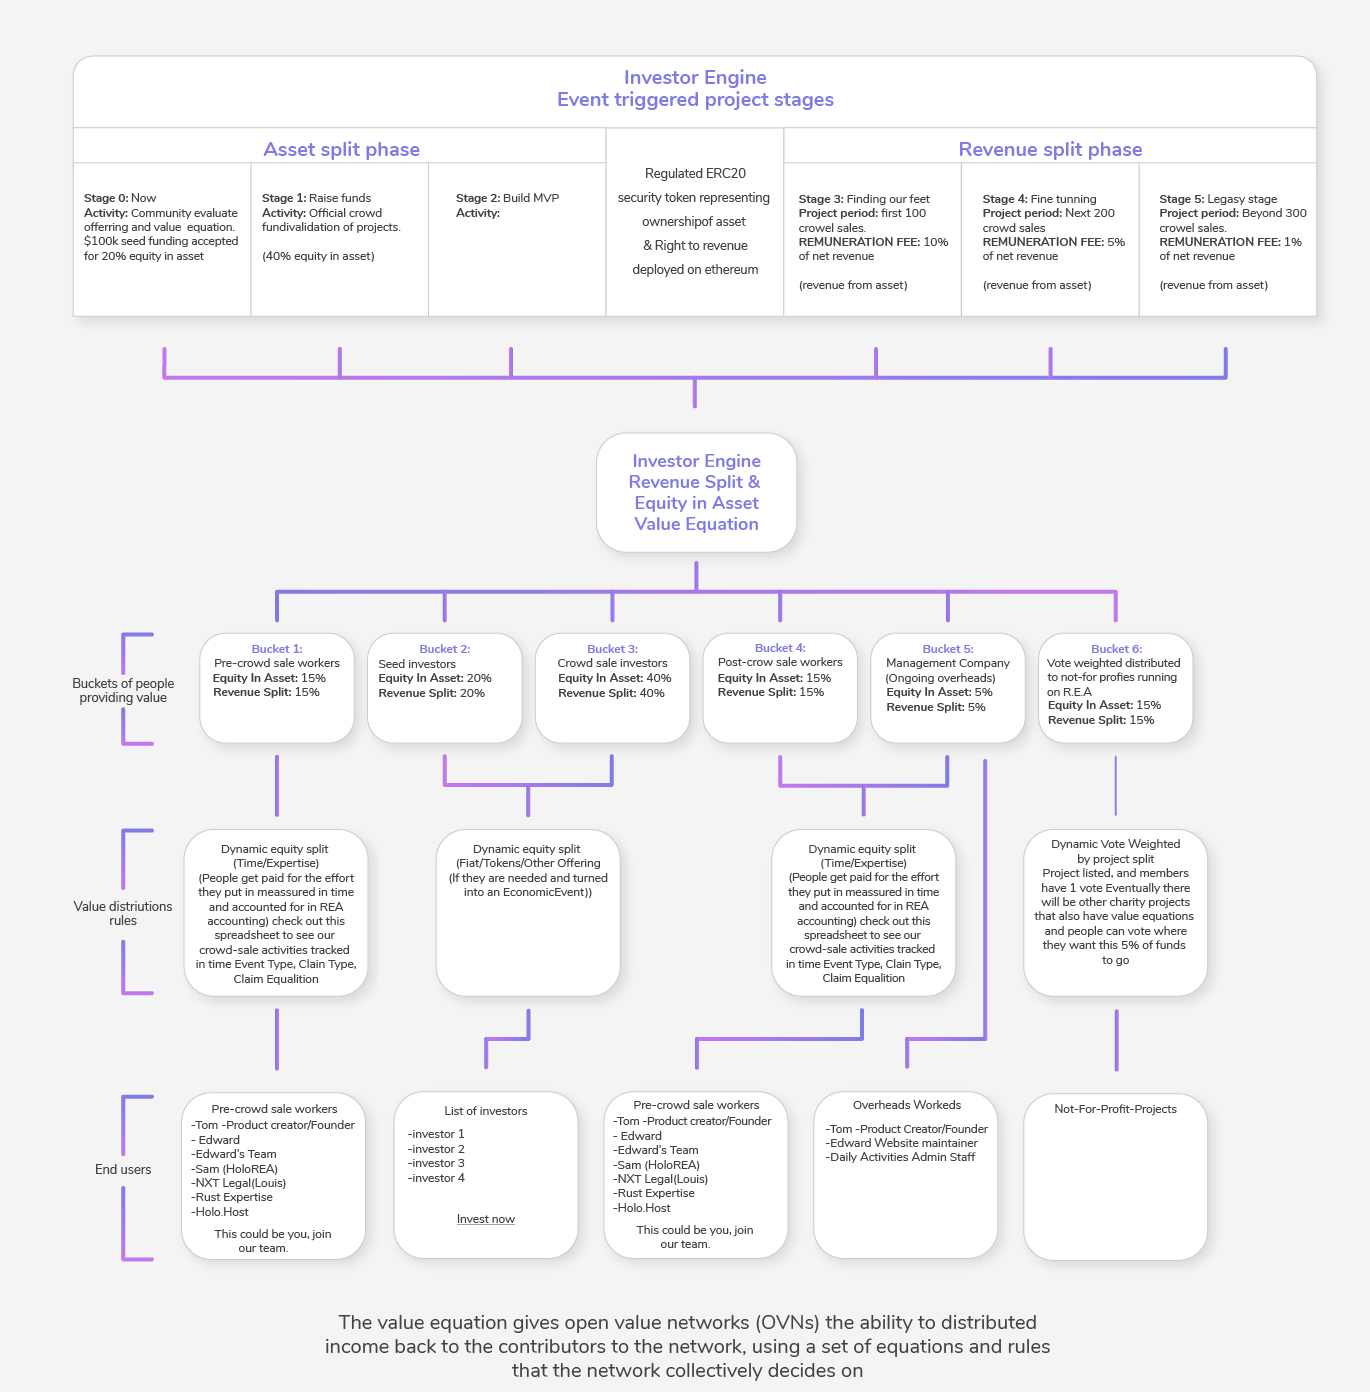 Investor Engine
Event triggered project stages
Asset split phase
Stage 0: Now
Activity: Community evaluate
offerring and value equation.
$100k seed funding accepted
for 20% equity in asset
Stage 1: Raise funds
Activity: Official crowd
fundivalidation of projects.
(40% equity in asset)
Stage 2: Build MVP
Activity:
Regulated ERC20
security token representing
ownershipof asset
& Right to revenue
deployed on ethereum
Revenue split phase
Stage 3: Finding our feet
Project period: first 100
crowel sales.
REMUNERATION FEE: 10%
of net revenue
(revenue from asset)
Stage 4: Fine tunning
Project period: Next 200
crowd sales
REMUNERATION FEE: 5%
of net revenue
(revenue from asset)
Stage 5: Legasy stage
Project period: Beyond 300
crowel sales.
REMUNERATION FEE: 1%
of net revenue
(revenue from asset)
Investor Engine
Revenue Split &
Equity in Asset
Value Equation
Buckets of people
providing value
Bucket 1:
Pre-crowd sale workers
Equity In Asset: 15%
Revenue Split: 15%
Bucket 2:
Seed investors
Equity In Asset: 20%
Revenue Split: 20%
Bucket 3:
Crowd sale investors
Equity In Asset: 40%
Revenue Split: 40%
Bucket 4:
Post-crow sale workers
Equity In Asset: 15%
Revenue Split: 15%
Bucket 5:
Management Company
(Ongoing overheads)
Equity In Asset: 5%
Revenue Split: 5%
Bucket 6:
Vote weighted distributed
to not-for profies running
on R.E.A
Equity In Asset: 15%
Revenue Split: 15%
Value distriutions
rules
Dynamic equity split
(Time/Expertise)
(People get paid for the effort
they put in meassured in time
and accounted for in REA
accounting) check out this
spreadsheet to see our
crowd-sale activities tracked
in time Event Type, Clain Type,
Claim Equalition
Dynamic equity split
(Fiat/Tokens/Other Offering
(If they are needed and turned
into an EconomicEvent))
Dynamic equity split
(Time/Expertise)
(People get paid for the effort
they put in meassured in time
and accounted for in REA
accounting) check out this
spreadsheet to see our
crowd-sale activities tracked
in time Event Type, Clain Type,
Claim Equalition
Dynamic Vote Weighted
by project split
Project listed, and members
have 1 vote Eventually there
will be other charity projects
that also have value equations
and people can vote where
they want this 5% of funds
to go
End users
Pre-crowd sale workers
-Tom -Product creator/Founder
- Edward
-Edward's Team
-Sam (HoloREA)
-NXT Legal(Louis)
-Rust Expertise
-Holo.Host
This could be you, join
our team.
List of investors
-investor 1
-investor 2
-investor 3
-investor 4
Invest now
Pre-crowd sale workers
-Tom -Product creator/Founder
- Edward
-Edward's Team
-Sam (HoloREA)
-NXT Legal(Louis)
-Rust Expertise
-Holo.Host
This could be you, join
our team.
Overheads Workeds
-Tom -Product Creator/Founder
-Edward Website maintainer
-Daily Activities Admin Staff
Not-For-Profit-Projects
The value equation gives open value networks (OVNs) the ability to distributed
income back to the contributors to the network, using a set of equations and rules
that the network collectively decides on